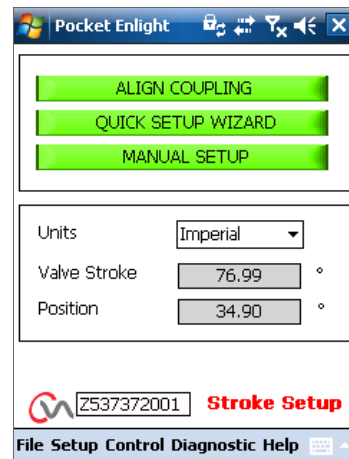 Pocket Enlight
ALIGN COUPLING
QUICK SETUP WIZARD
MANUAL SETUP
Units Imperial
Valve Stroke 76.99 °
Position 34.90 °
Z537372001 Stroke Setup
File Setup Control Diagnostic Help